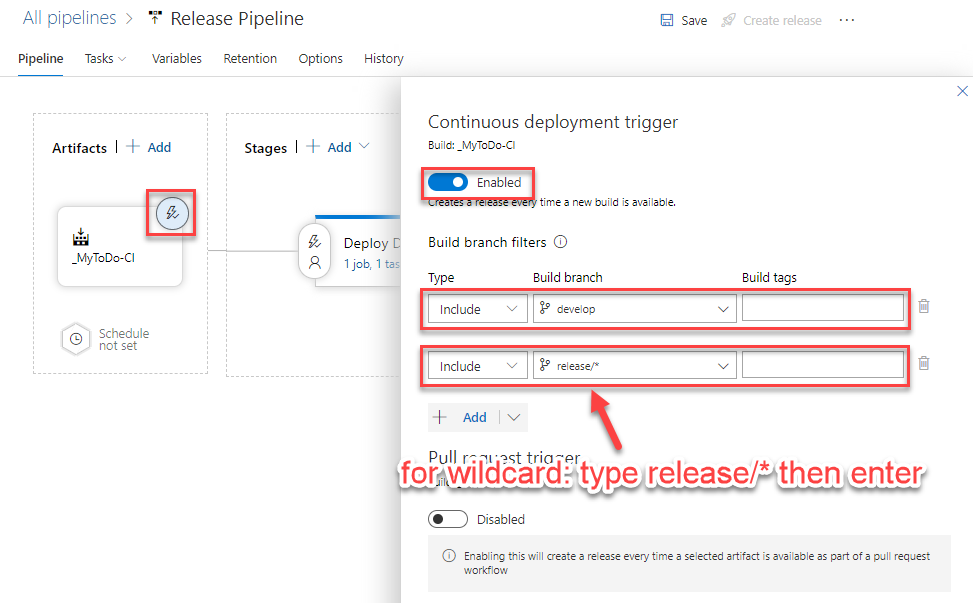 All pipelines > Release Pipeline
Save Create release ...
Pipeline Tasks Variables Retention Options History
Continuous deployment trigger
Build: _MyToDo-CI
Enabled
Creates a release every time a new build is available.
Artifacts | + Add
Stages | + Add
_MyToDo-CI
Deploy D
1 job, 1 tas
Schedule
not set
Build branch filters
Type Build branch Build tags
Include develop
Include release/*
+ Add
Pull request trigger
for wildcard: type release/* then enter
Disabled
Enabling this will create a release every time a selected artifact is available as part of a pull request
workflow